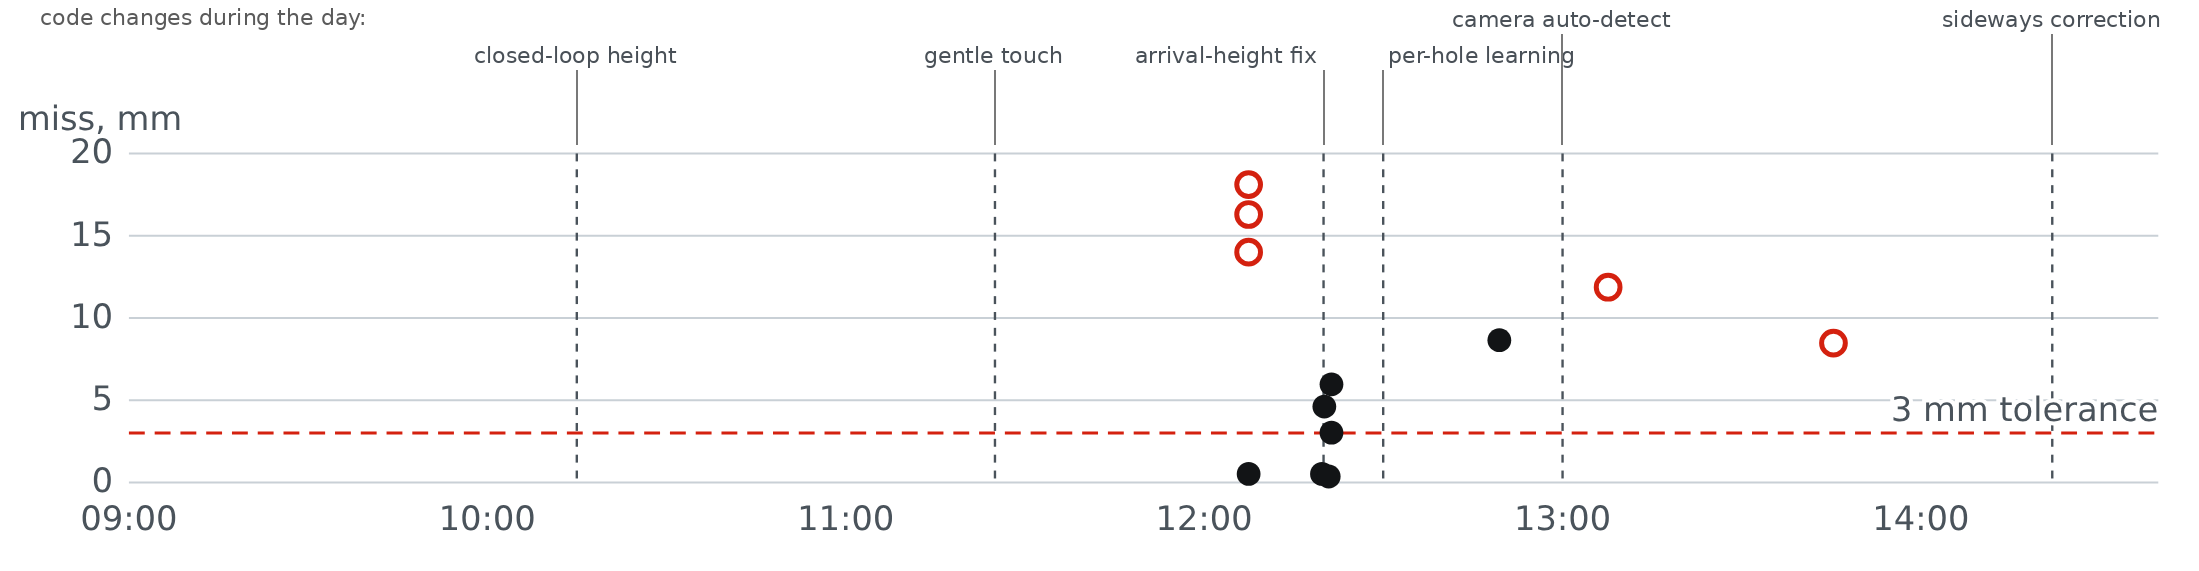 code changes during the day:
camera auto-detect
sideways correction
closed-loop height
gentle touch
arrival-height fix
per-hole learning
miss, mm
20
15
10
5
3 mm tolerance
0
09:00
10:00
11:00
12:00
13:00
14:00